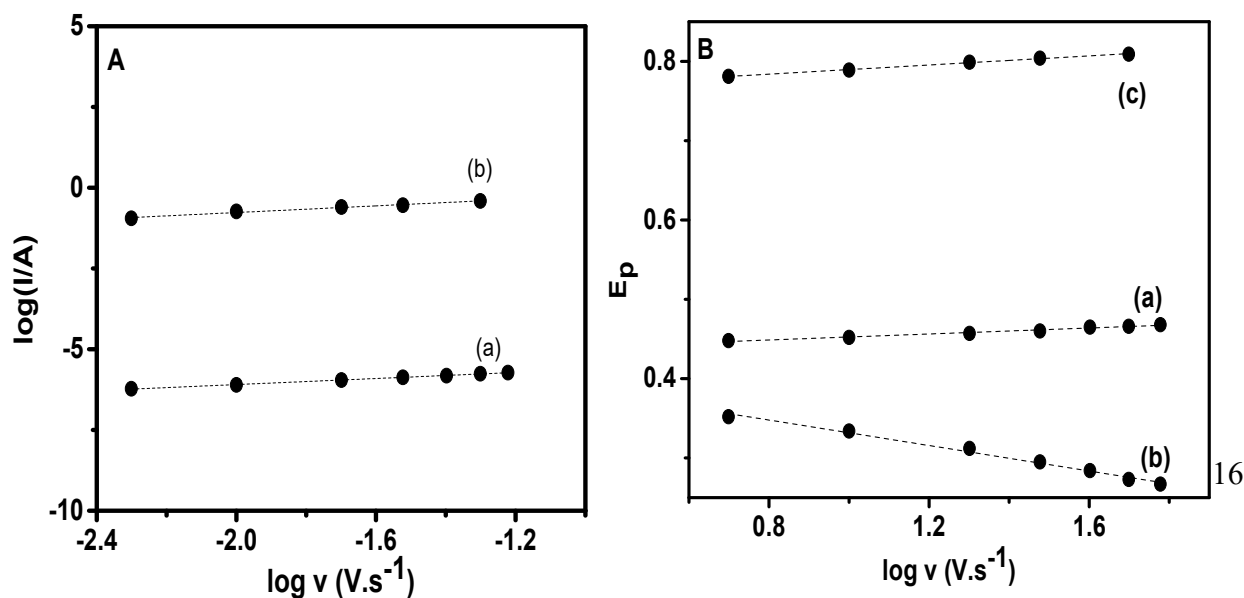 A
log(I/A)
5
0
-5
-10
(b)
(a)
-2.4
-2.0
-1.6
-1.2
log v (V.s⁻¹)
B
Eₚ
0.8
0.6
0.4
(c)
(a)
(b)
0.8
1.2
1.6
log v (V.s⁻¹)
16